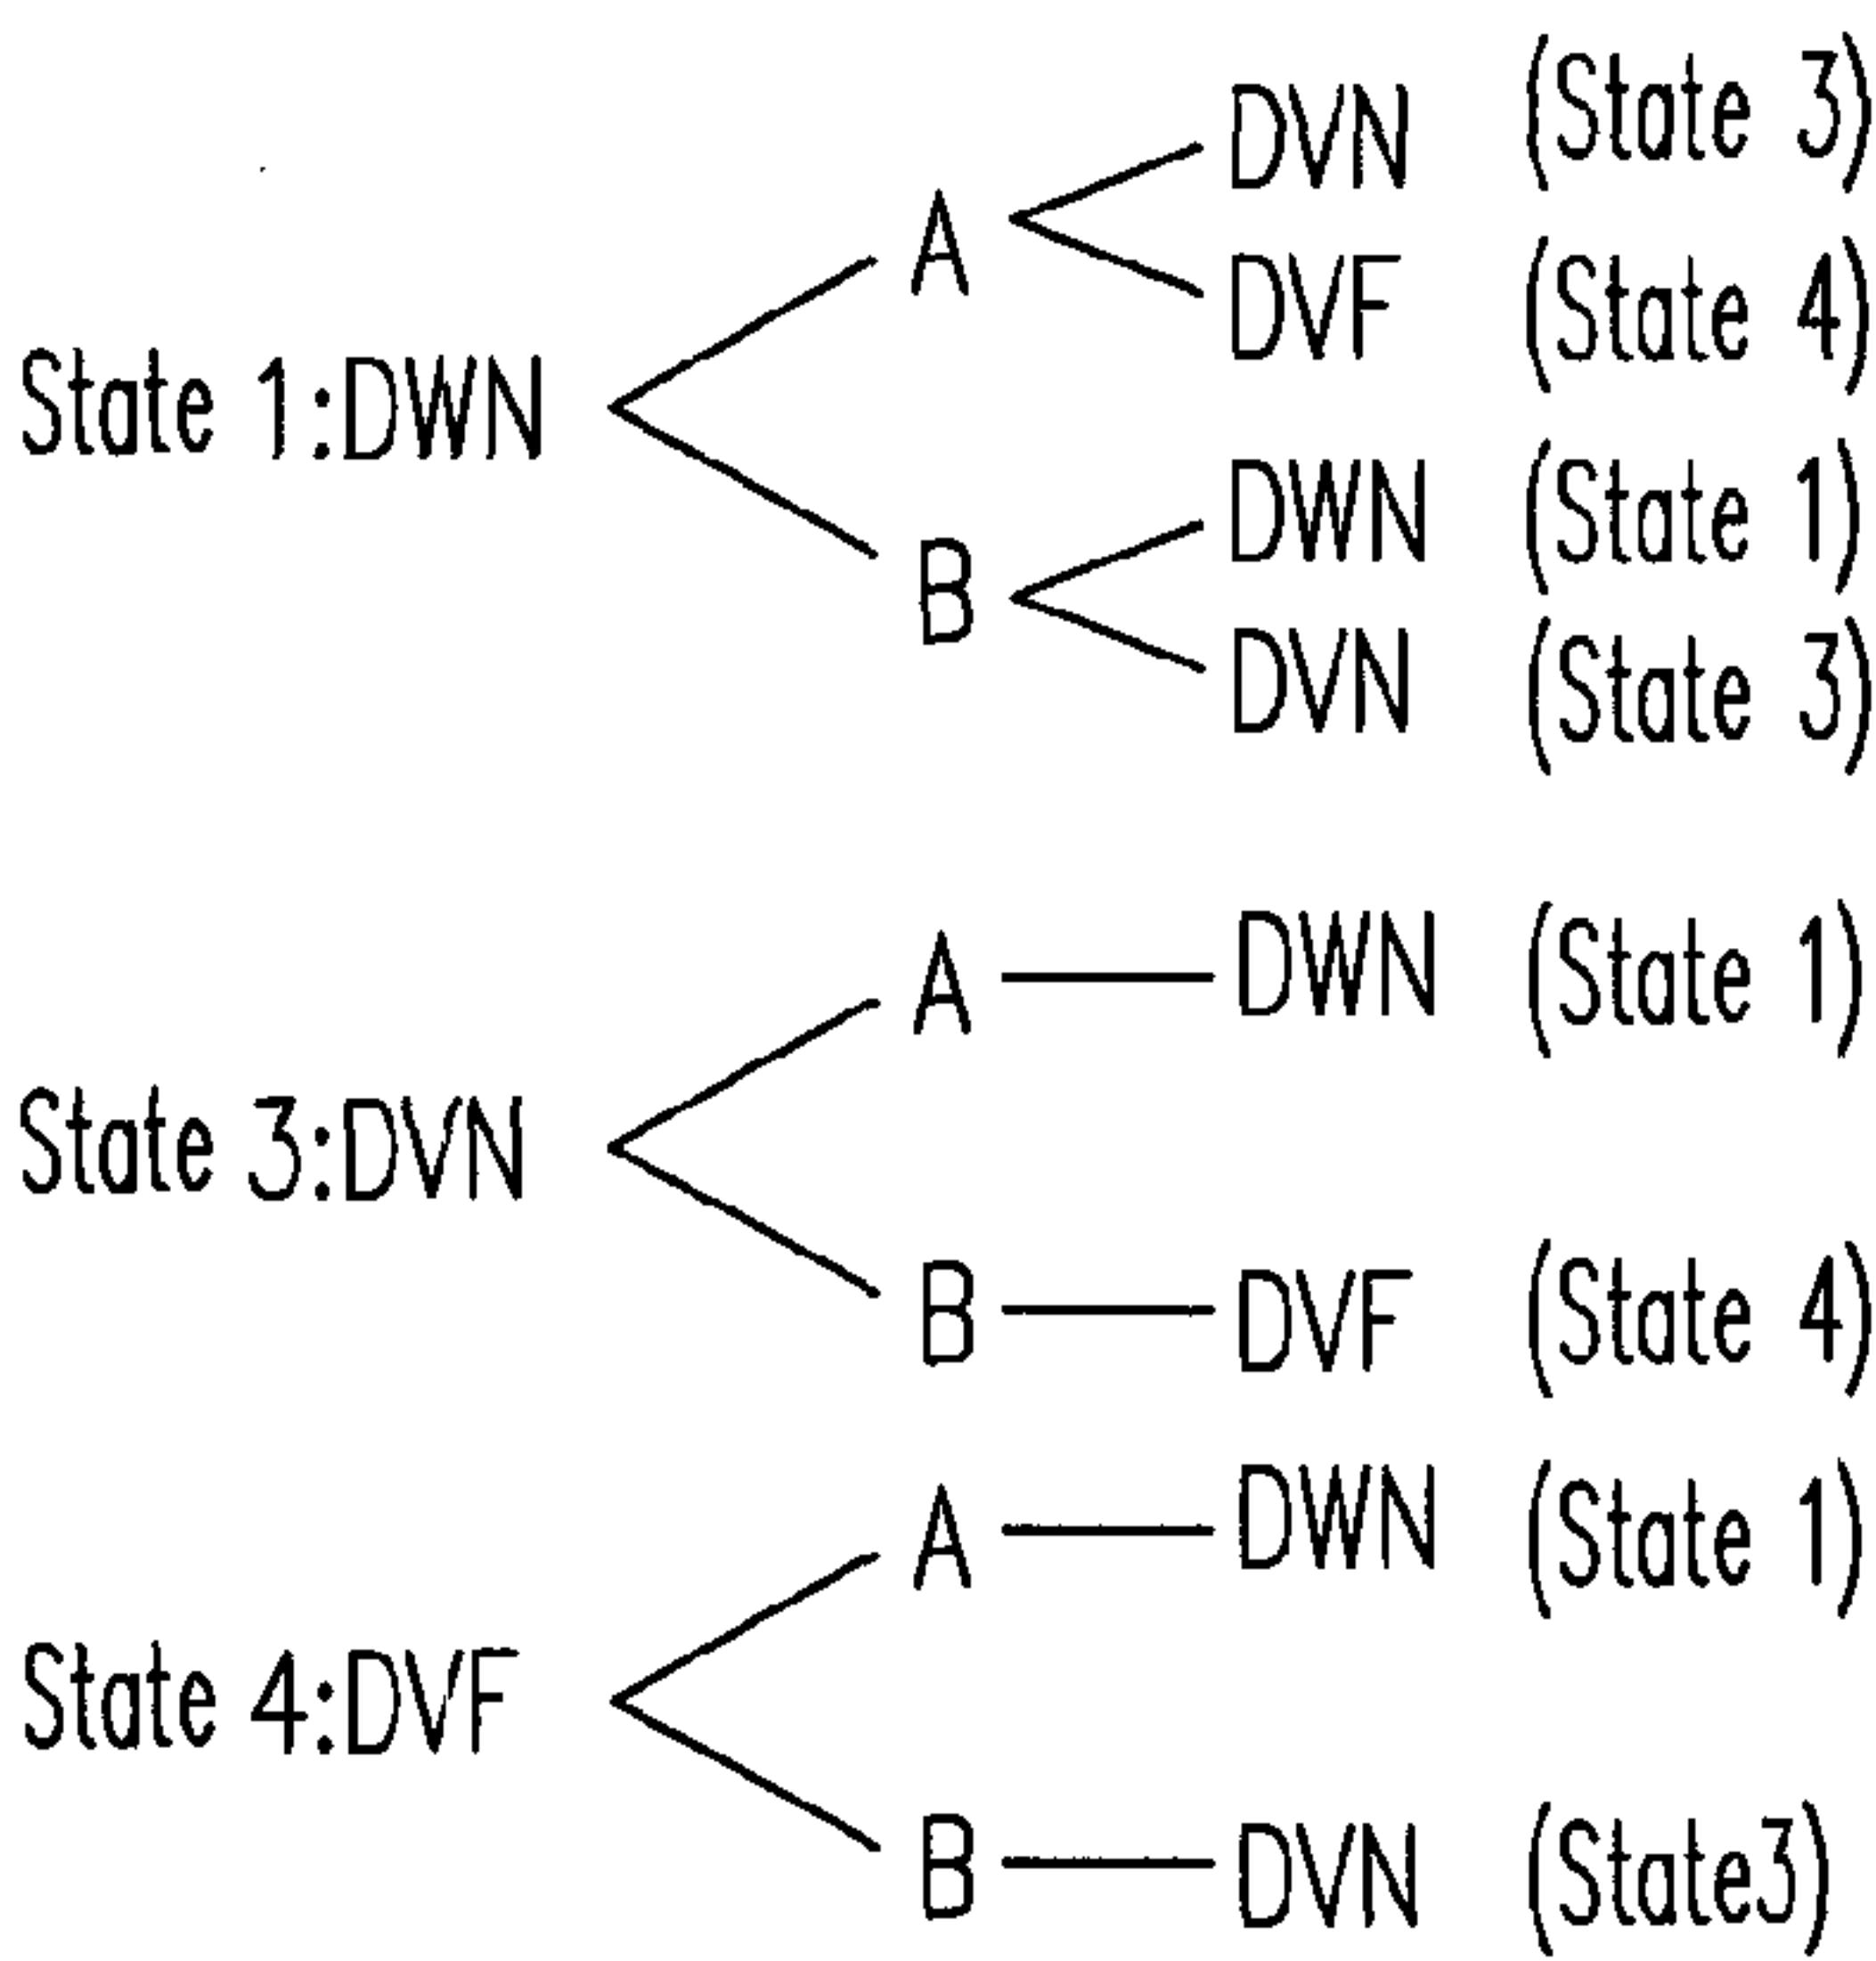 DVN (State 3)
A
DVF (State 4)
State 1:DWN
DWN (State 1)
B
DVN (State 3)
A DWN (State 1)
State 3:DVN
B DVF (State 4)
A DWN (State 1)
State 4:DVF
B DVN (State3)